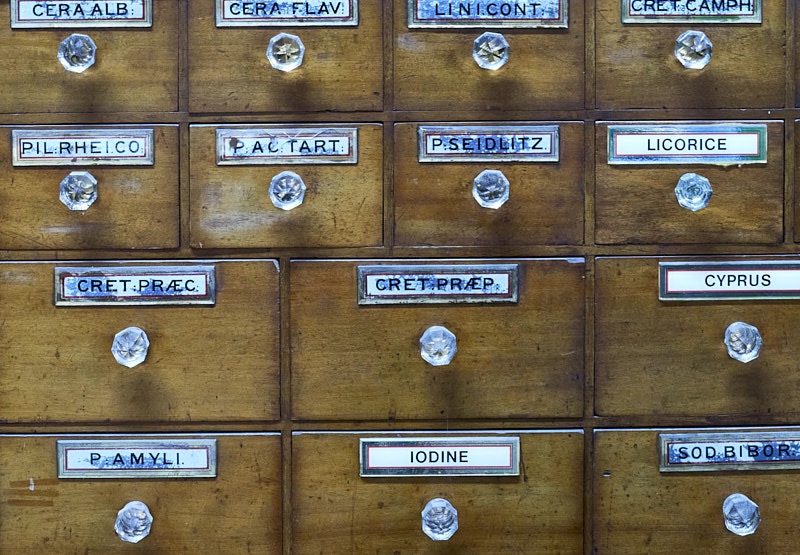 CERA ALB:
CERA FLAV:
LINI CONT:
CRET CAMPH
PIL.RHEI.CO.
P.AC.TART.
P.SEIDLITZ.
LICORICE
CRET:PRÆC.
CRET:PRÆP.
CYPRUS
P.AMYLI.
IODINE
SOD.BIBOR.